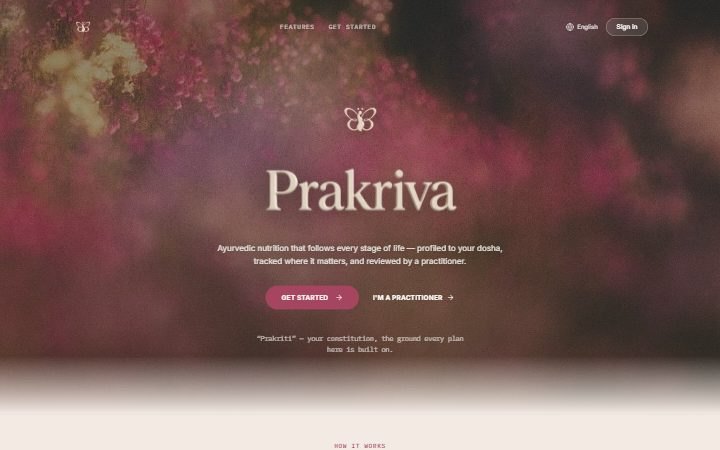 FEATURES
GET STARTED
English
Sign in
Prakriva
Ayurvedic nutrition that follows every stage of life — profiled to your dosha,
tracked where it matters, and reviewed by a practitioner.
GET STARTED →
I'M A PRACTITIONER →
"Prakriti" — your constitution, the ground every plan
here is built on.
HOW IT WORKS